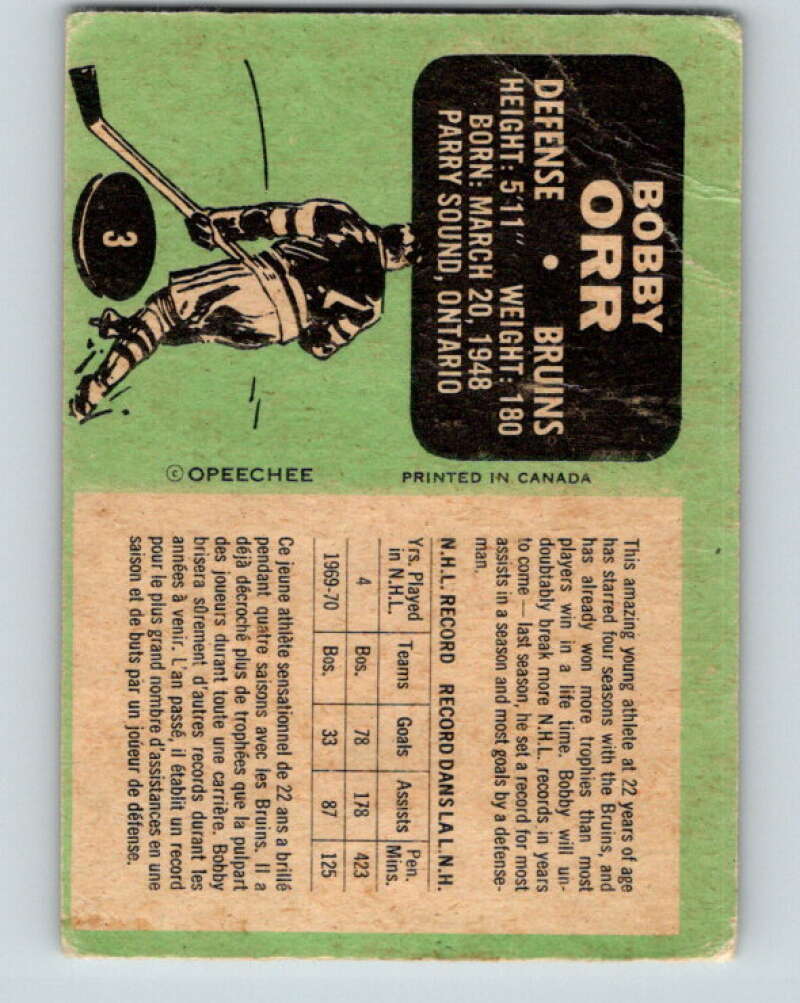 3
BOBBY
ORR
DEFENSE • BRUINS
HEIGHT: 5'11" WEIGHT: 180
BORN: MARCH 20, 1948
PARRY SOUND, ONTARIO
© OPEECHEE PRINTED IN CANADA
This amazing young athlete at 22 years of age
has starred four seasons with the Bruins, and
has already won more trophies than most
players win in a life time. Bobby will un-
doubtably break more N.H.L. records in years
to come — last season, he set a record for most
assists in a season and most goals by a defense-
man.
N.H.L. RECORD RECORD DANS LA L.N.H.
Yrs. Played in N.H.L. Teams Goals Assists Pen. Mins.
4 Bos. 78 178 423
1969-70 Bos. 33 87 125
Ce jeune athlète sensationnel de 22 ans a brillé
pendant quatre saisons avec les Bruins. Il a
déjà décroché plus de trophées que la pulpart
des joueurs durant toute une carrière. Bobby
brisera sûrement d'autres records durant les
années à venir. L'an passé, il établit un record
pour le plus grand nombre d'assistances en une
saison et de buts par un joueur de défense.